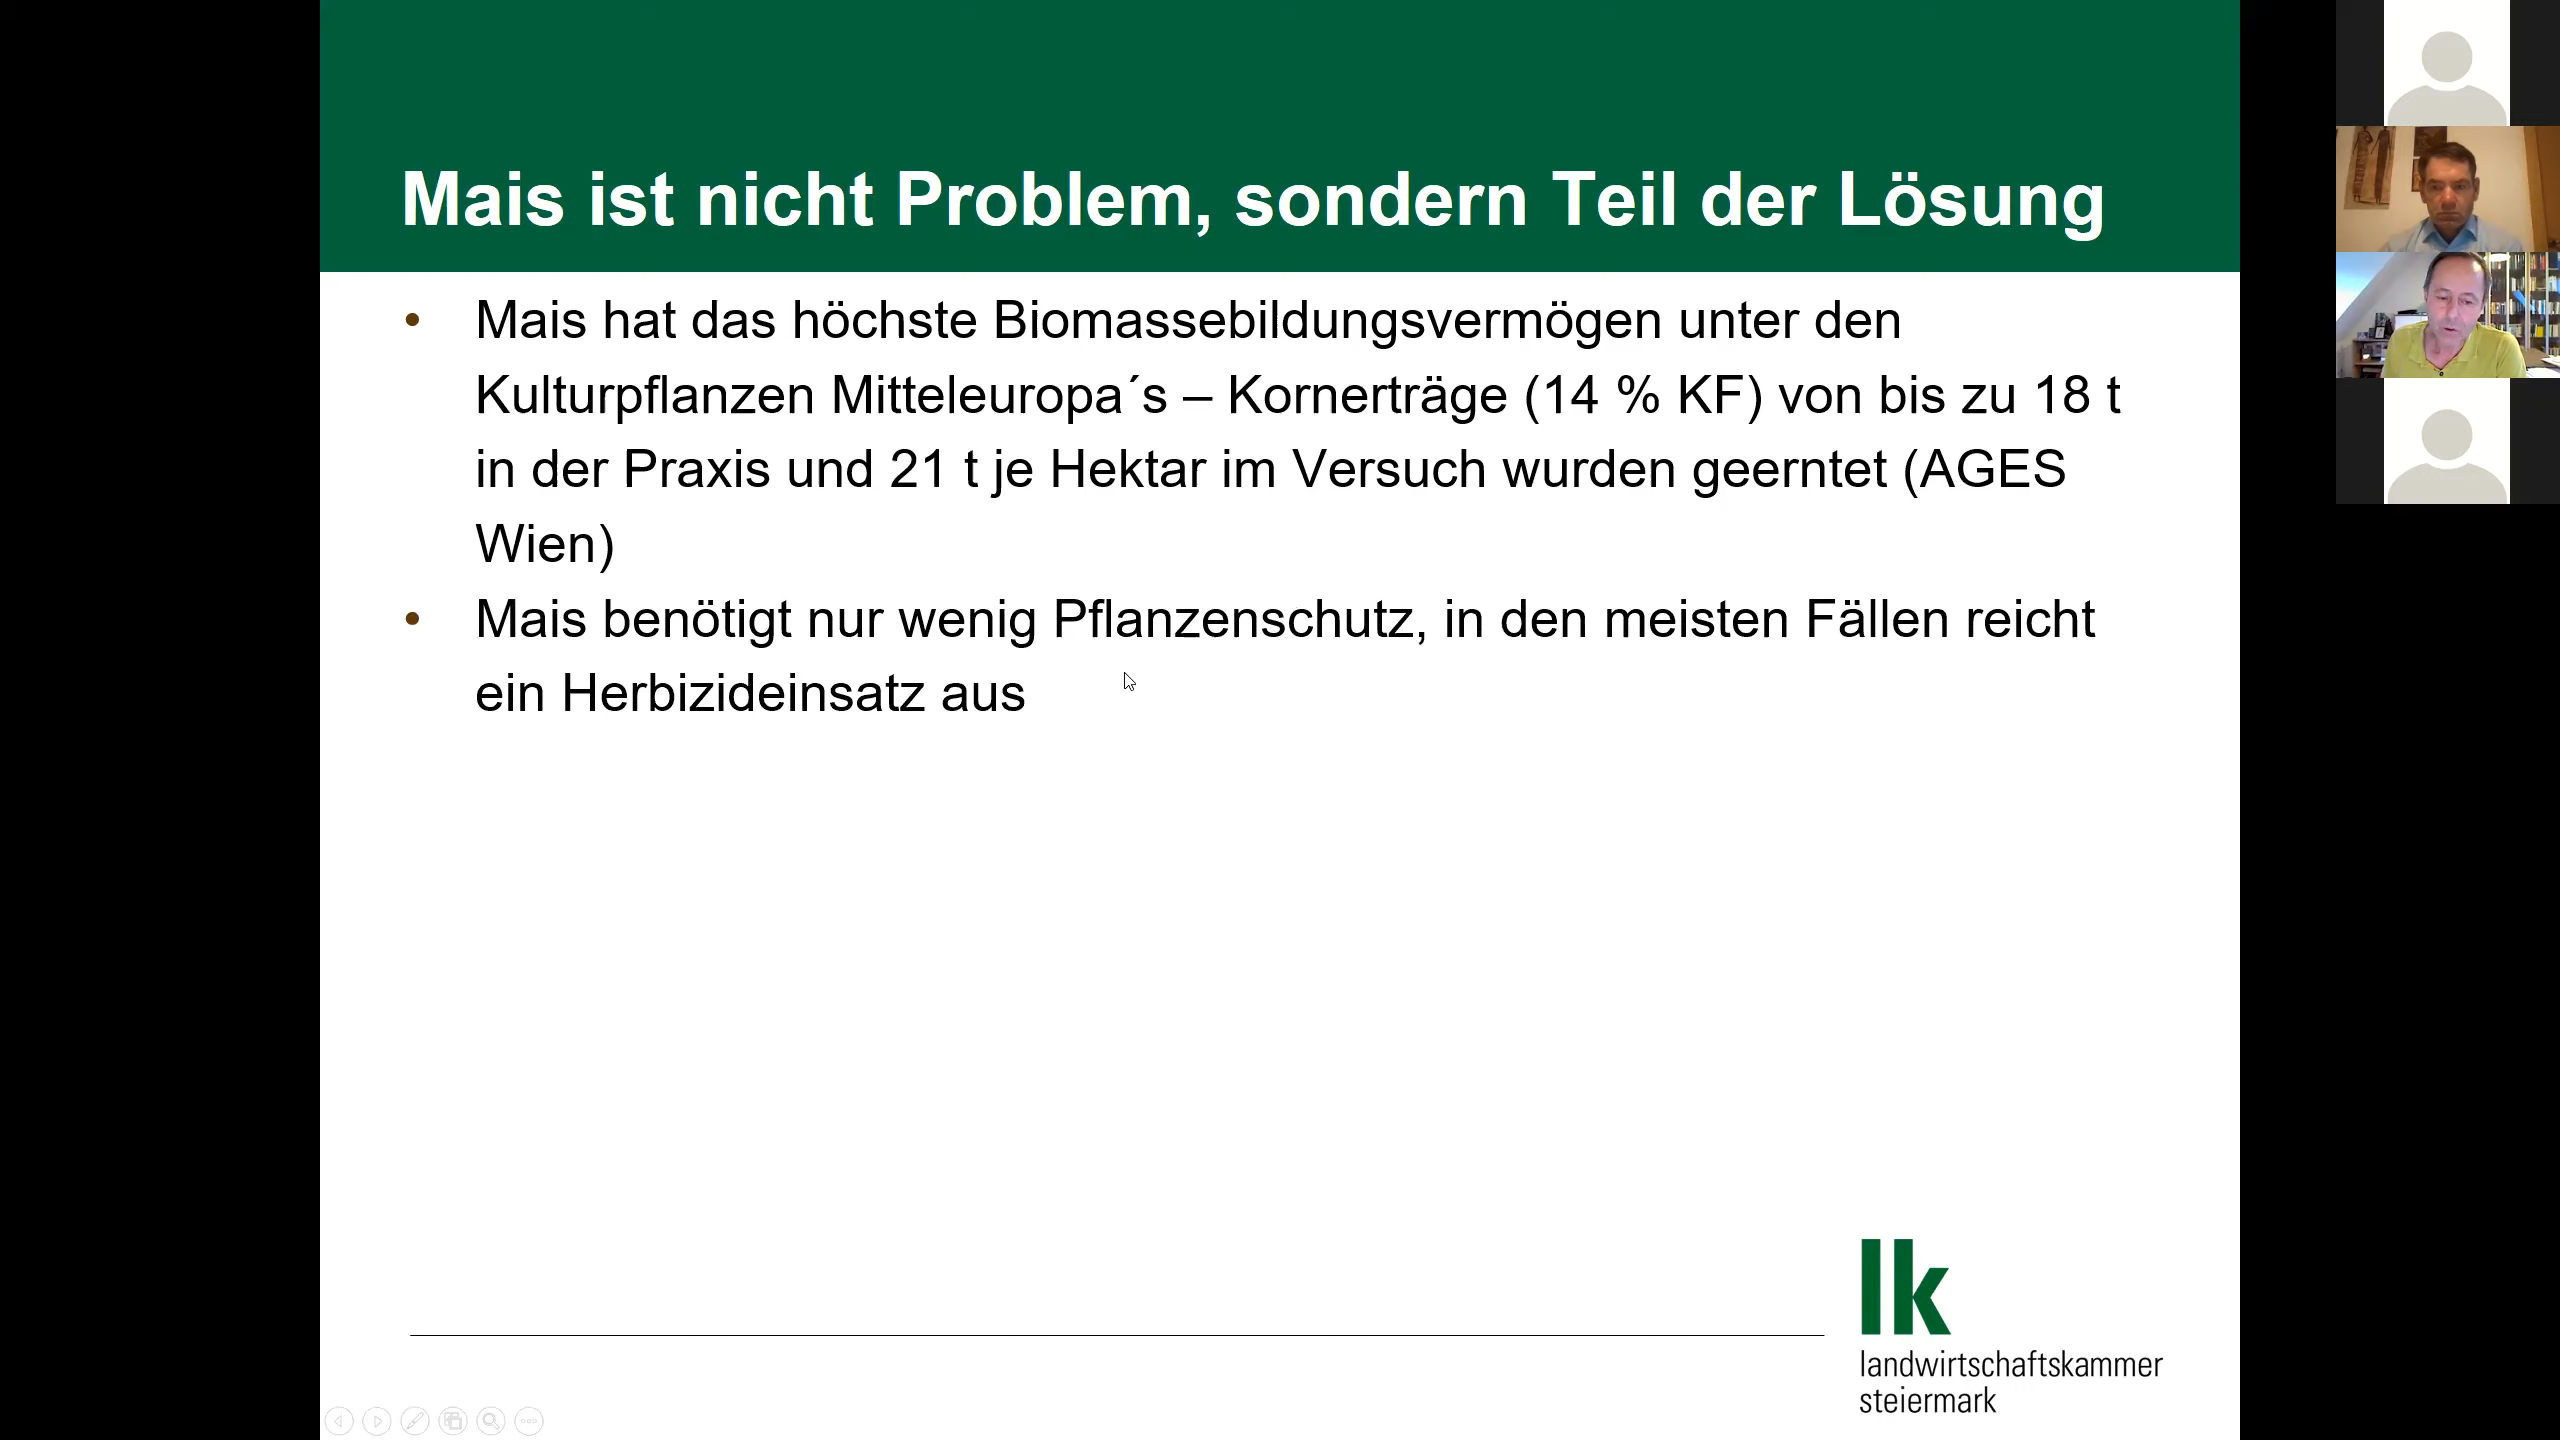 Mais ist nicht Problem, sondern Teil der Lösung
• Mais hat das höchste Biomassebildungsvermögen unter den
Kulturpflanzen Mitteleuropa´s – Kornerträge (14 % KF) von bis zu 18 t
in der Praxis und 21 t je Hektar im Versuch wurden geerntet (AGES
Wien)
• Mais benötigt nur wenig Pflanzenschutz, in den meisten Fällen reicht
ein Herbizideinsatz aus
lk
landwirtschaftskammer
steiermark